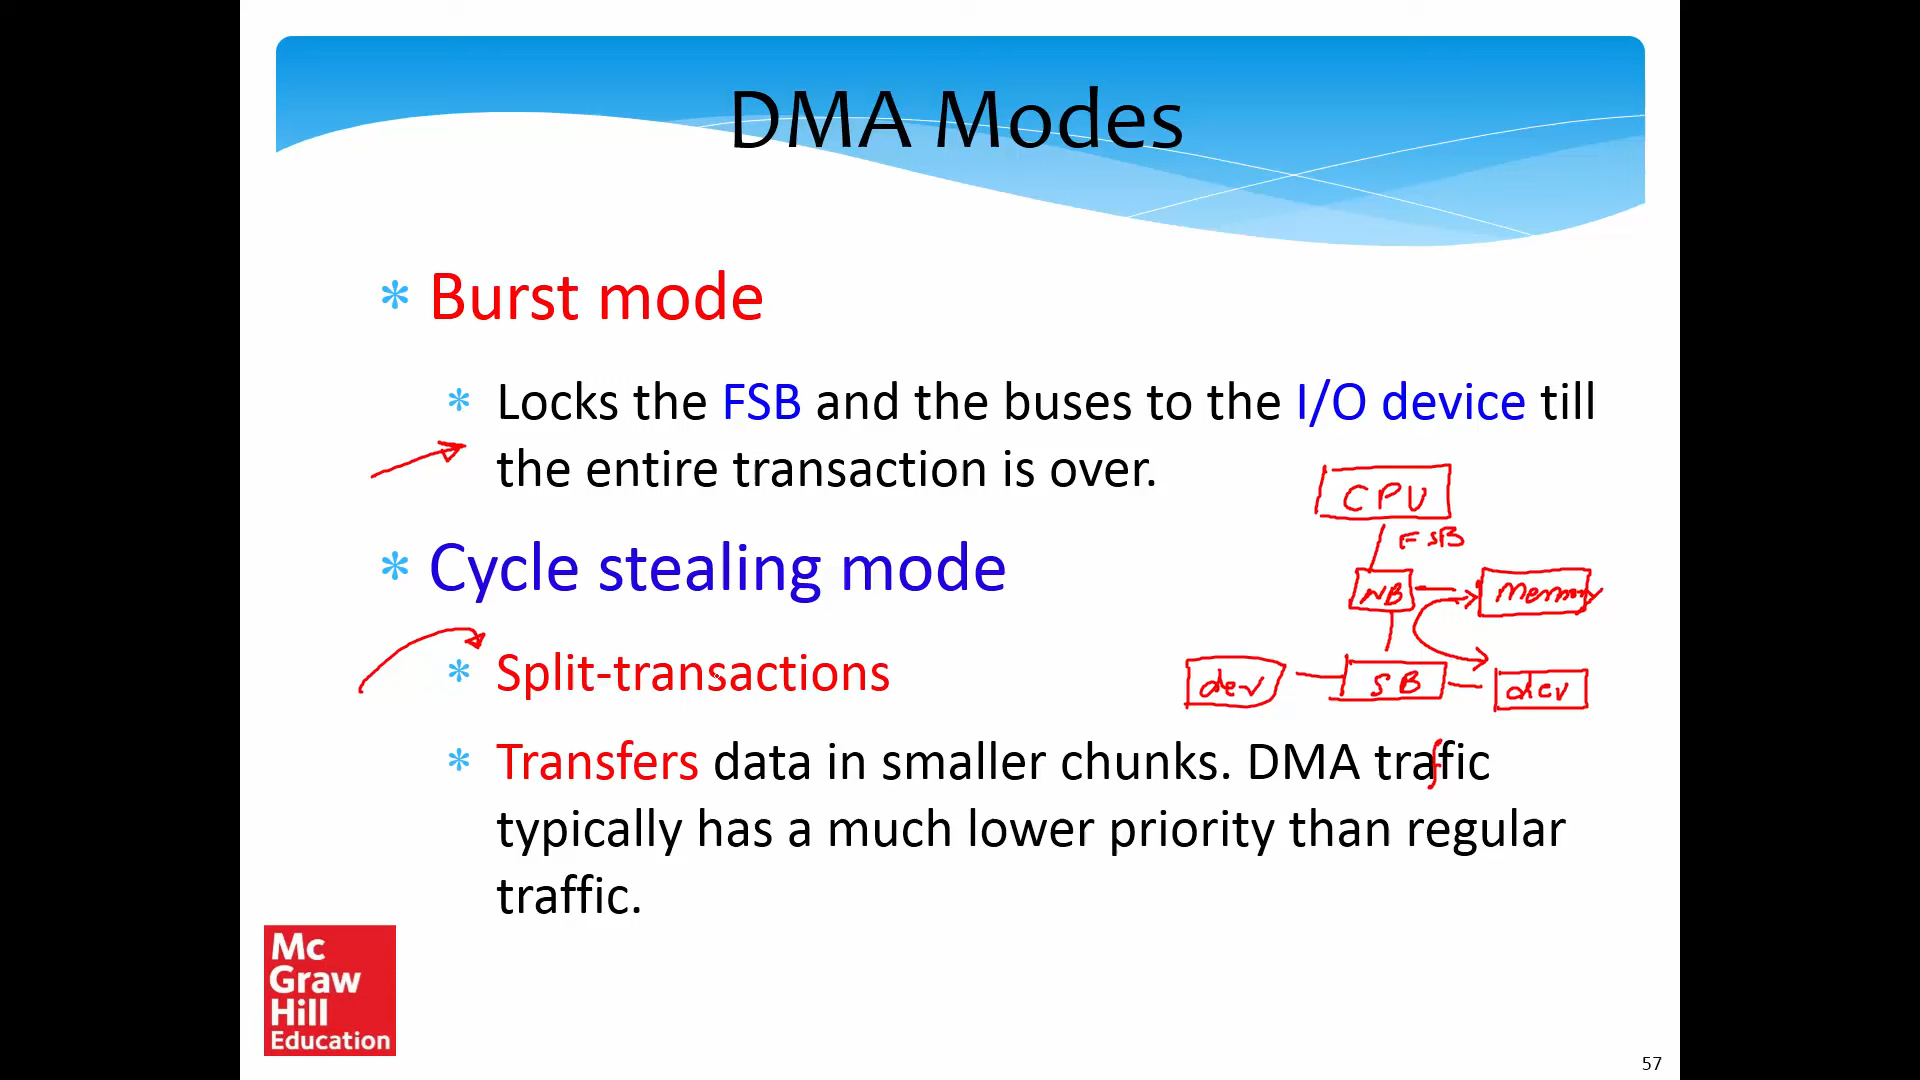 DMA Modes
* Burst mode
* Locks the FSB and the buses to the I/O device till
the entire transaction is over.
* Cycle stealing mode
* Split-transactions
* Transfers data in smaller chunks. DMA trafic
typically has a much lower priority than regular
traffic.
CPU
FSB
NB
Memory
dev
SB
dev
f
Mc
Graw
Hill
Education
57